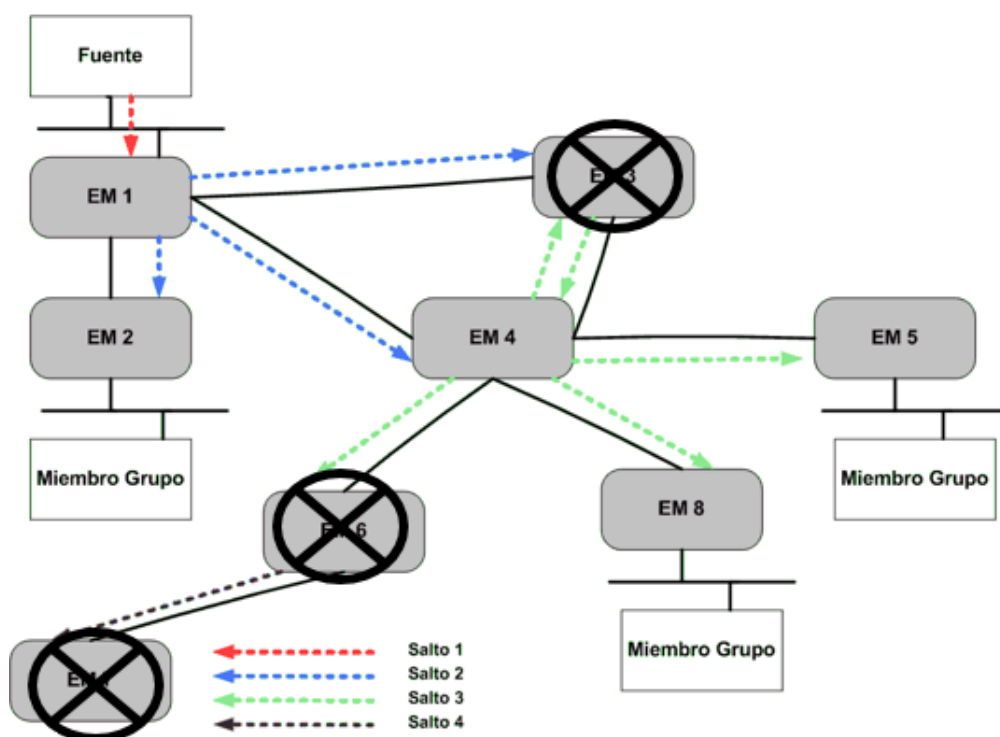 Fuente
EM 1
EM 2
EM 4
EM 5
Miembro Grupo
Miembro Grupo
EM 8
Miembro Grupo
Salto 1
Salto 2
Salto 3
Salto 4